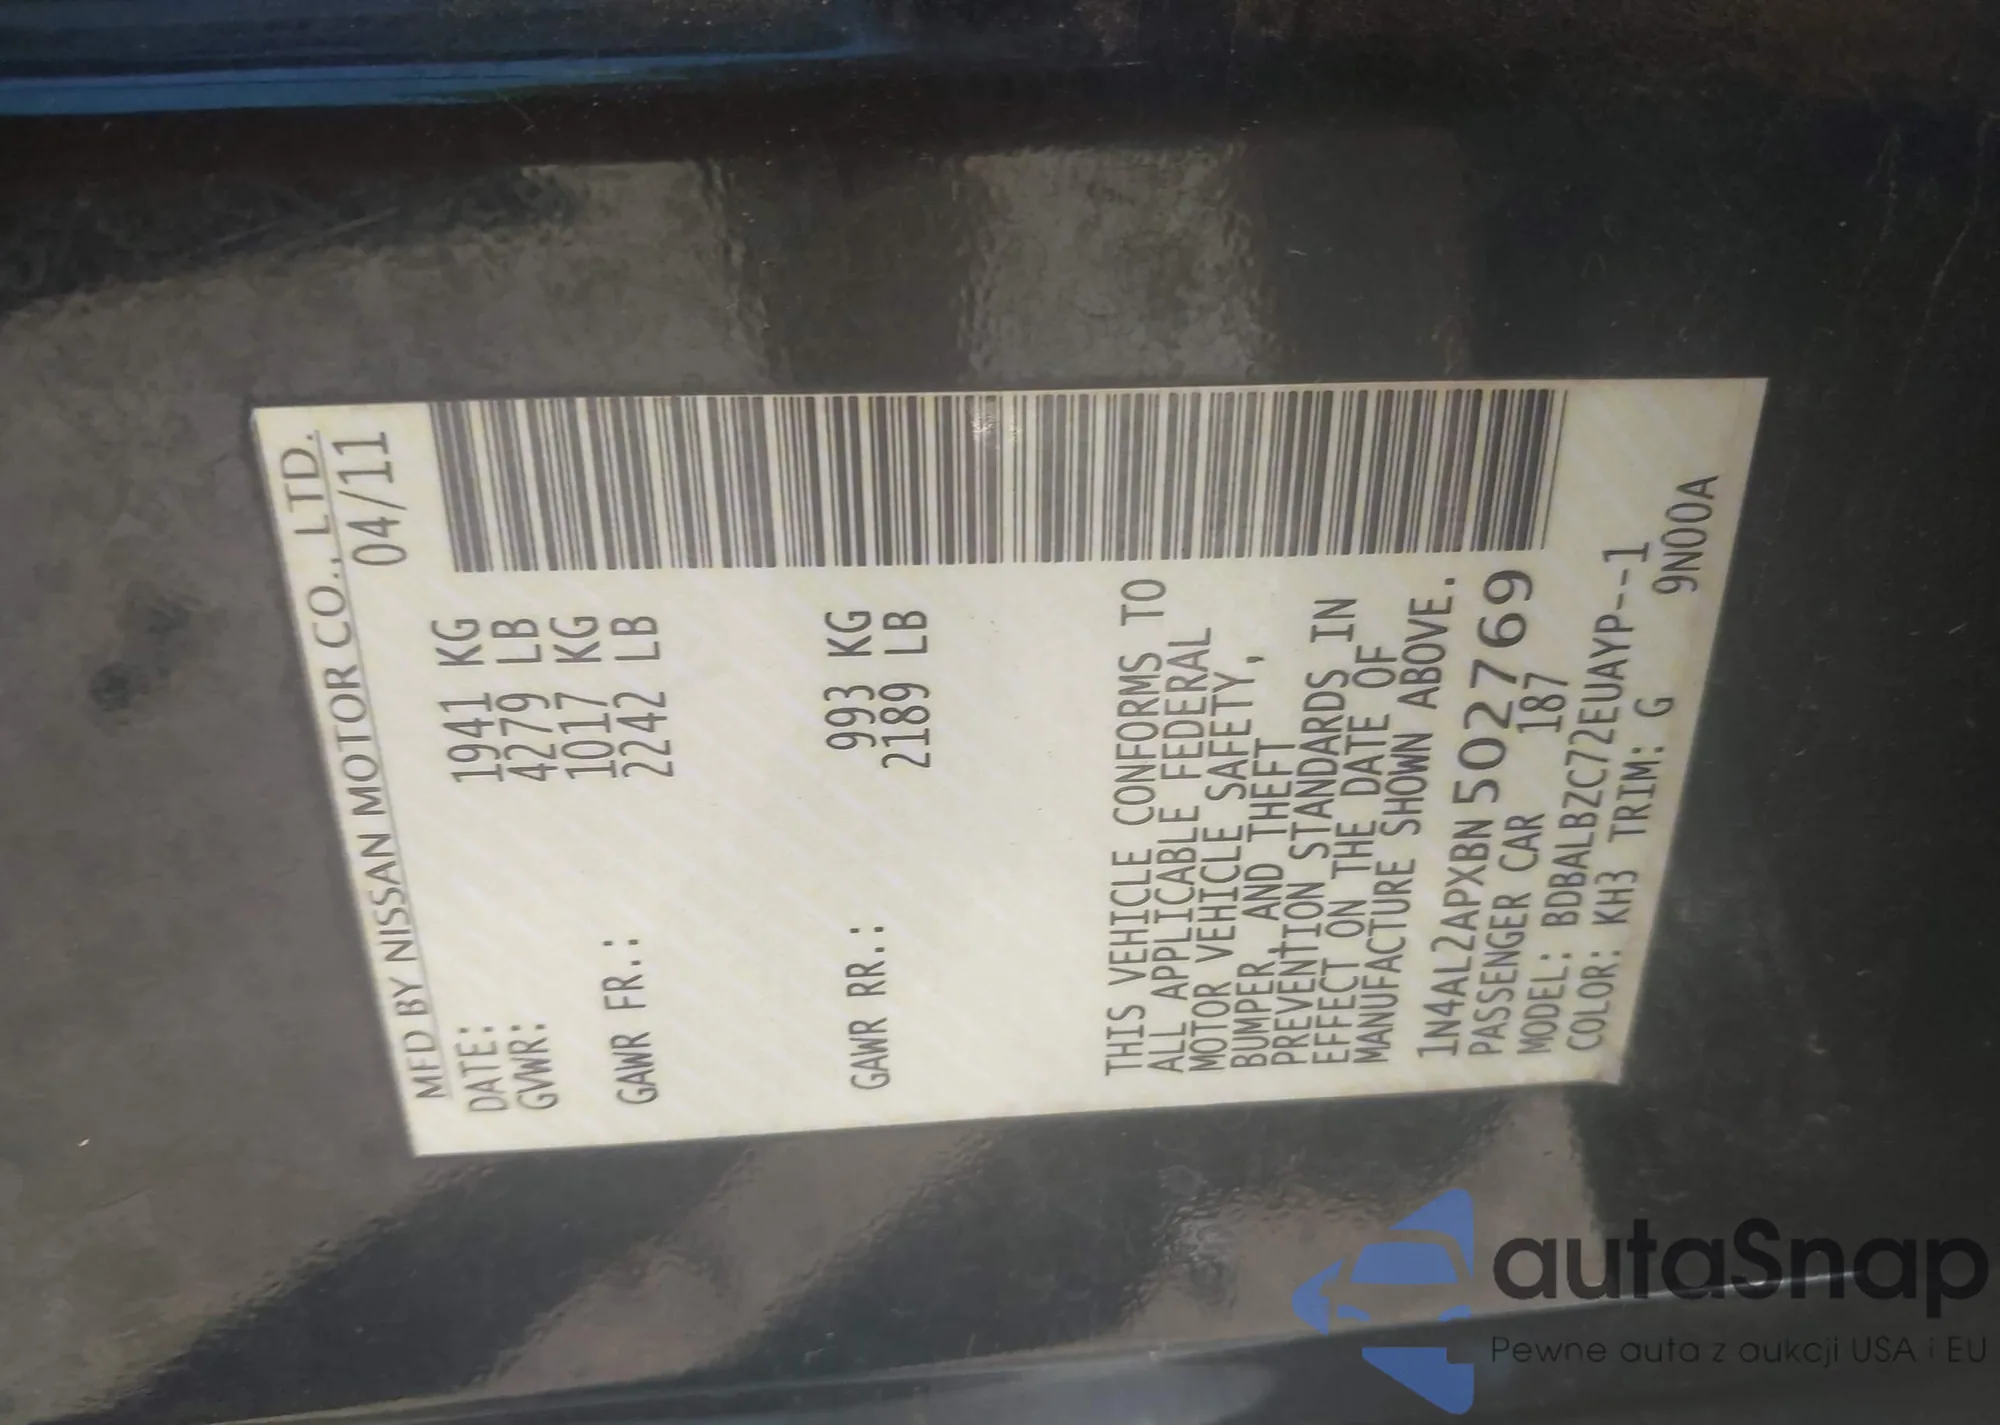 MFD BY NISSAN MOTOR CO., LTD.
DATE: 04/11
GVWR: 1941 KG
4279 LB
GAWR FR.: 1017 KG
2242 LB
GAWR RR.: 993 KG
2189 LB
THIS VEHICLE CONFORMS TO
ALL APPLICABLE FEDERAL
MOTOR VEHICLE SAFETY,
BUMPER, AND THEFT
PREVENTION STANDARDS IN
EFFECT ON THE DATE OF
MANUFACTURE SHOWN ABOVE.
1N4AL2APXBN 502769
PASSENGER CAR 187
MODEL: BDBALBZC72EUAYP--1
COLOR: KH3 TRIM: G 9N00A
autaSnap
Pewne auta z aukcji USA i EU